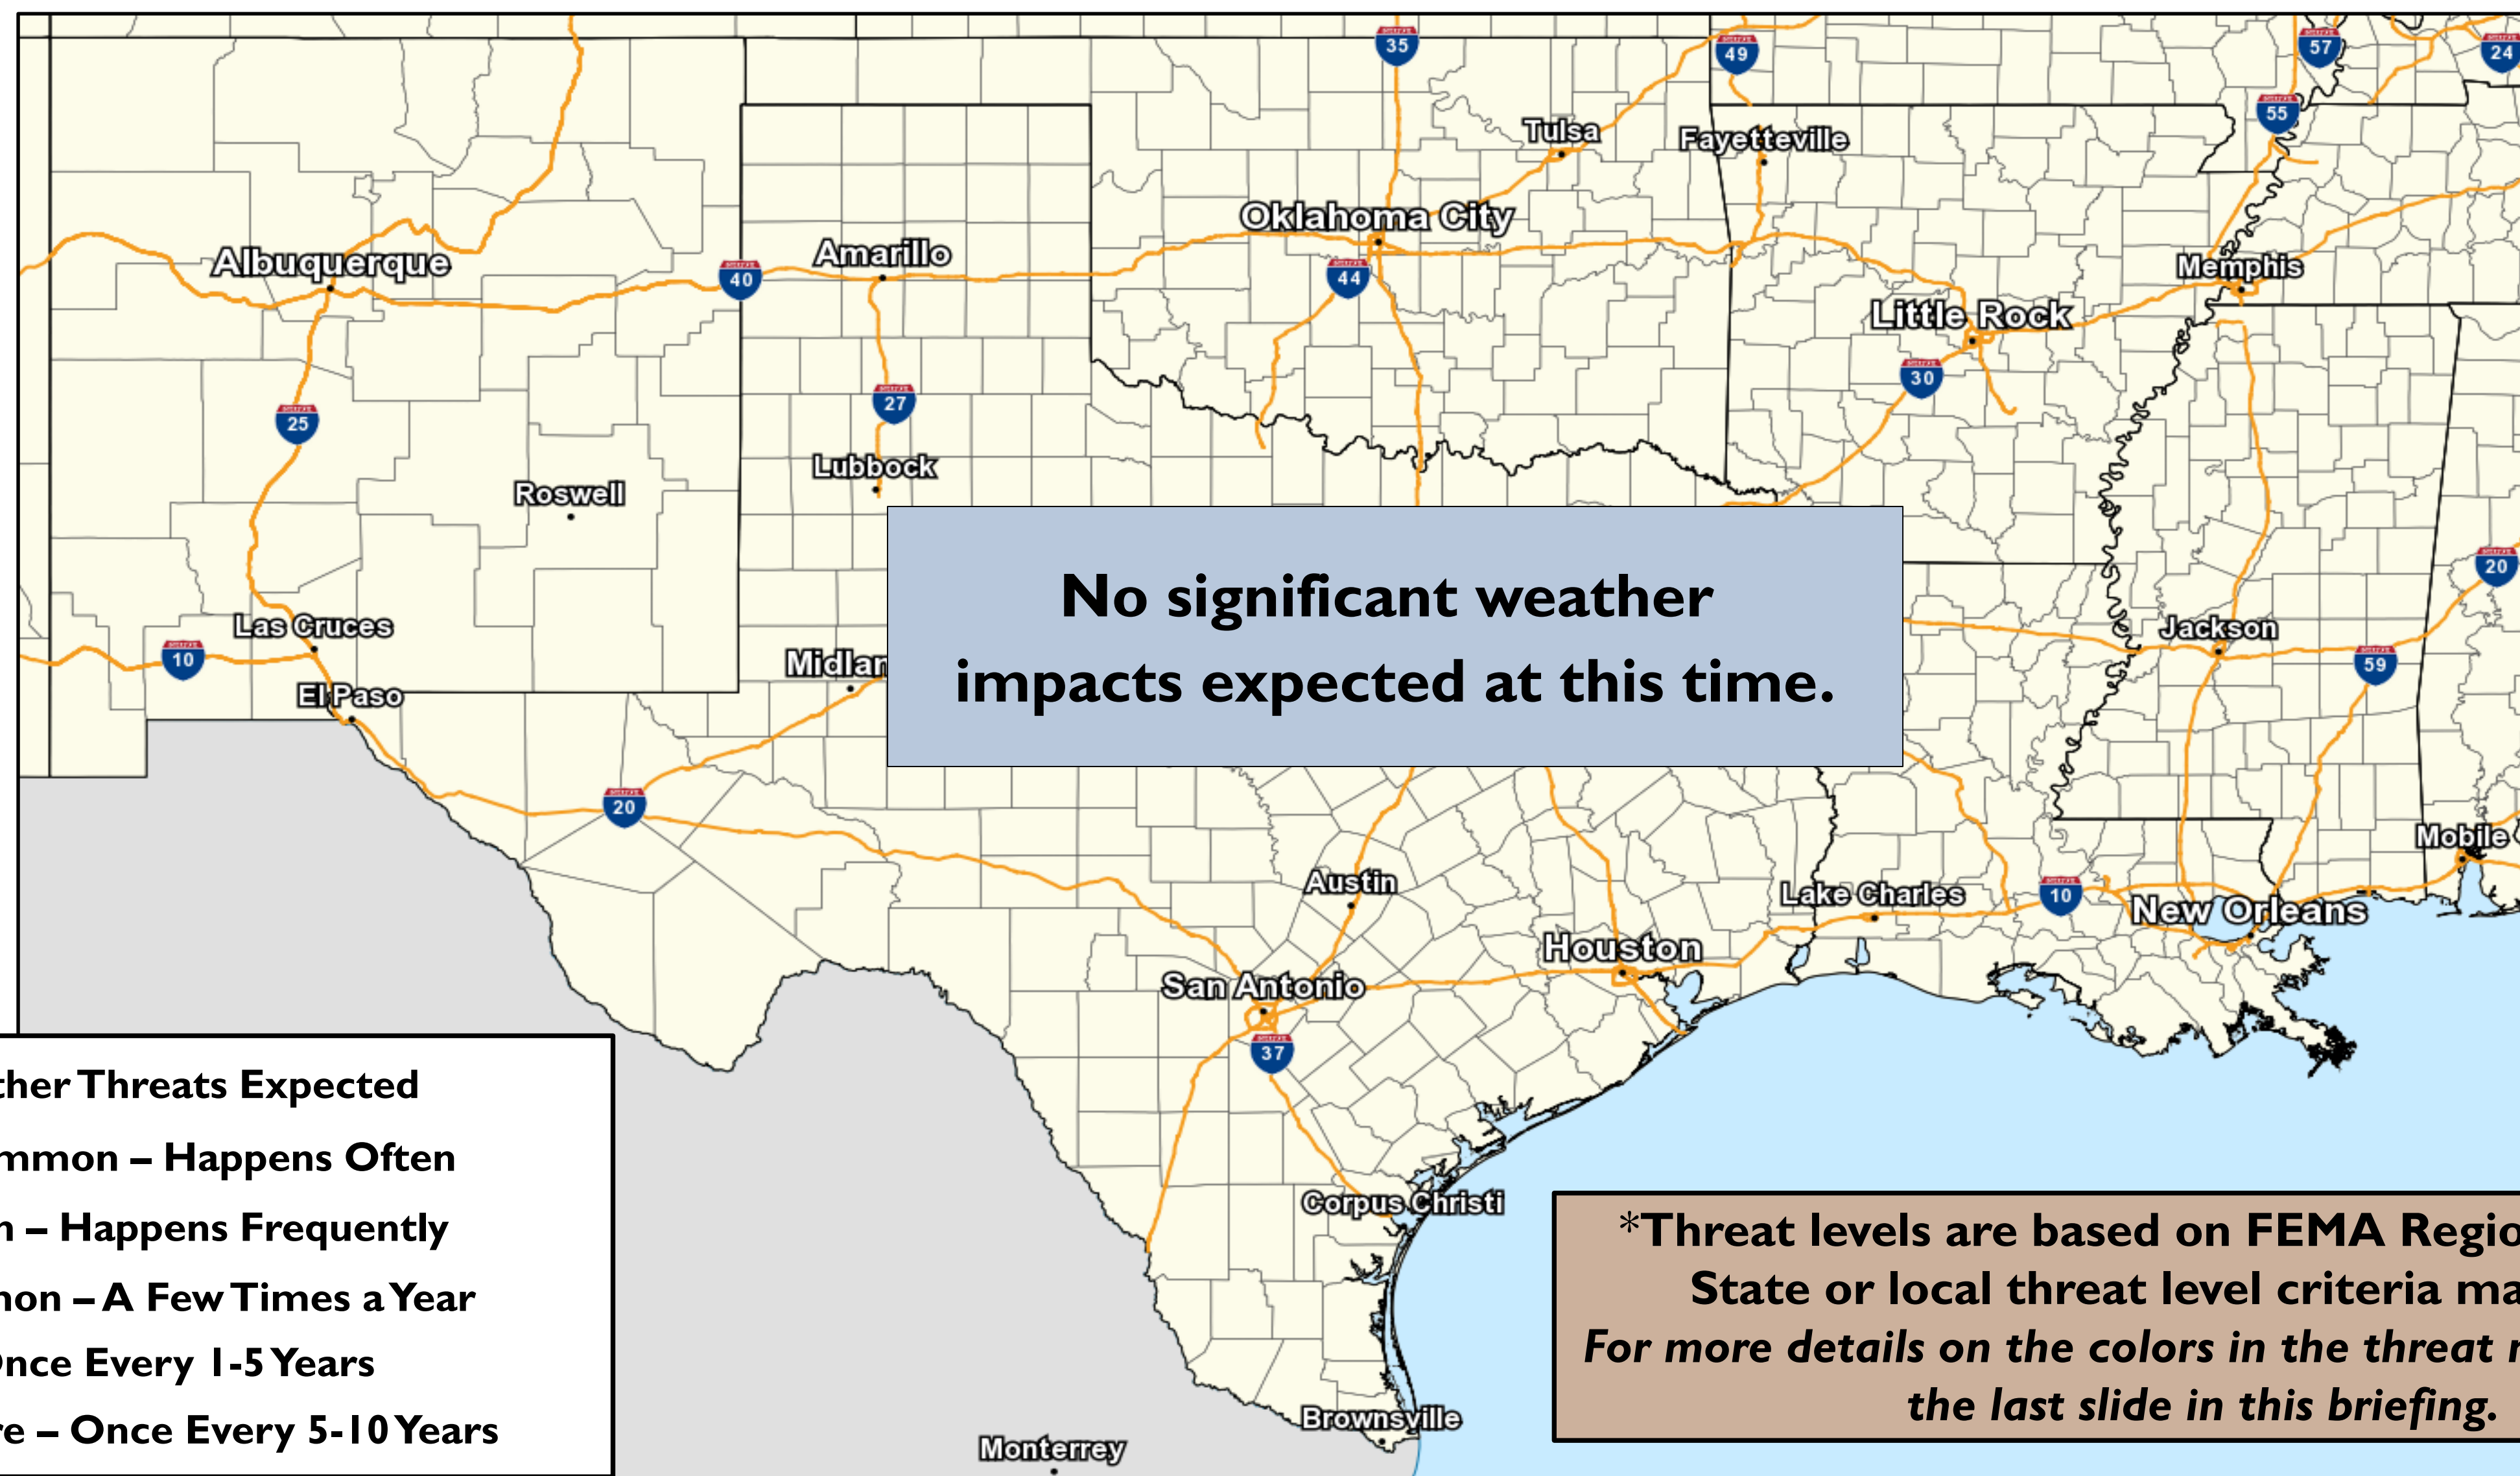 35
49
57
24
55
Tulsa
Fayetteville
Oklahoma City
Albuquerque
Amarillo
40
44
Memphis
Little Rock
30
27
25
Lubbock
Roswell
No significant weather
impacts expected at this time.
20
Las Cruces
Jackson
10
59
Midlan
El Paso
20
Mobile
Austin
Lake Charles
10
New Orleans
Houston
San Antonio
37
ther Threats Expected
mmon – Happens Often
n – Happens Frequently
non – A Few Times a Year
Once Every 1-5 Years
re – Once Every 5-10 Years
Corpus Christi
*Threat levels are based on FEMA Regio
State or local threat level criteria ma
For more details on the colors in the threat
the last slide in this briefing.
Brownsville
Monterrey